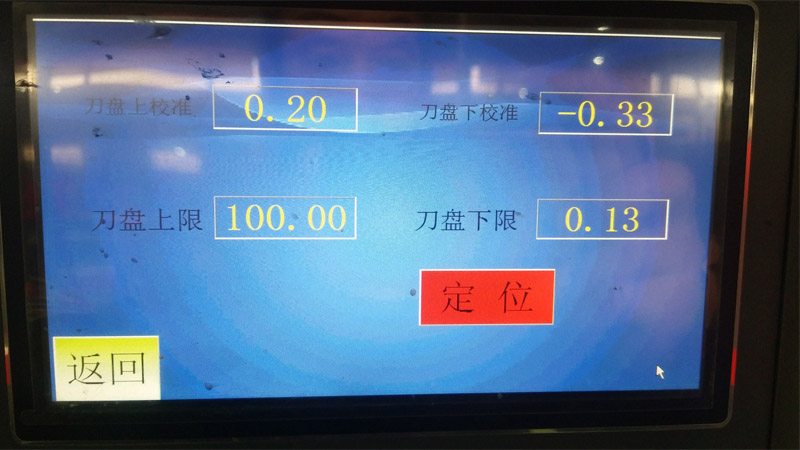 刀盘上校准 0.20 刀盘下校准 -0.33
刀盘上限 100.00 刀盘下限 0.13
定位
返回